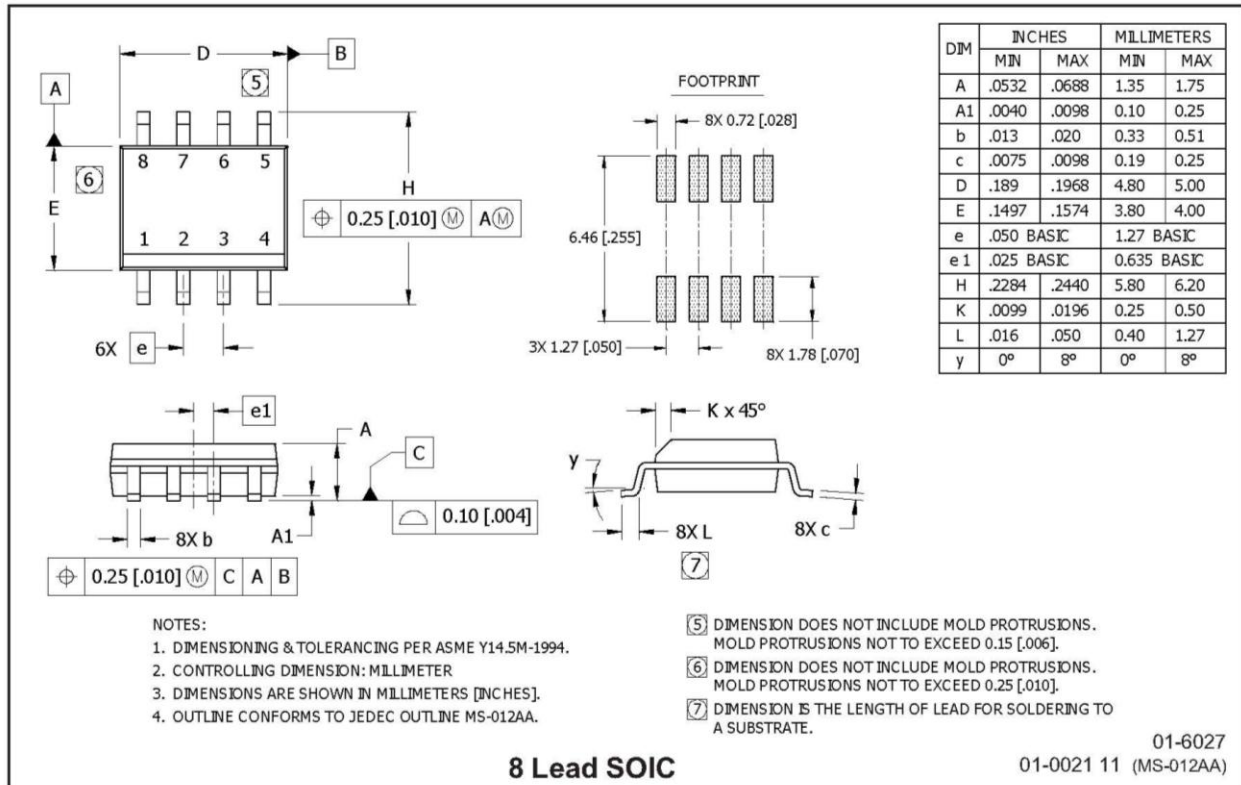 D
B
5
A
8 7 6 5
6
E
H
⌖ 0.25 [.010] Ⓜ A Ⓜ
1 2 3 4
6X e
FOOTPRINT
8X 0.72 [.028]
6.46 [.255]
3X 1.27 [.050]
8X 1.78 [.070]
DIM INCHES MILLIMETERS
MIN MAX MIN MAX
A .0532 .0688 1.35 1.75
A1 .0040 .0098 0.10 0.25
b .013 .020 0.33 0.51
c .0075 .0098 0.19 0.25
D .189 .1968 4.80 5.00
E .1497 .1574 3.80 4.00
e .050 BASIC 1.27 BASIC
e 1 .025 BASIC 0.635 BASIC
H .2284 .2440 5.80 6.20
K .0099 .0196 0.25 0.50
L .016 .050 0.40 1.27
y 0° 8° 0° 8°
e1
A
C
0.10 [.004]
A1
8X b
⌖ 0.25 [.010] Ⓜ C A B
K x 45°
y
8X L
8X c
7
NOTES:
1. DIMENSIONING & TOLERANCING PER ASME Y14.5M-1994.
2. CONTROLLING DIMENSION: MILLIMETER
3. DIMENSIONS ARE SHOWN IN MILLIMETERS [INCHES].
4. OUTLINE CONFORMS TO JEDEC OUTLINE MS-012AA.
5 DIMENSION DOES NOT INCLUDE MOLD PROTRUSIONS.
MOLD PROTRUSIONS NOT TO EXCEED 0.15 [.006].
6 DIMENSION DOES NOT INCLUDE MOLD PROTRUSIONS.
MOLD PROTRUSIONS NOT TO EXCEED 0.25 [.010].
7 DIMENSION IS THE LENGTH OF LEAD FOR SOLDERING TO
A SUBSTRATE.
8 Lead SOIC
01-6027
01-0021 11 (MS-012AA)